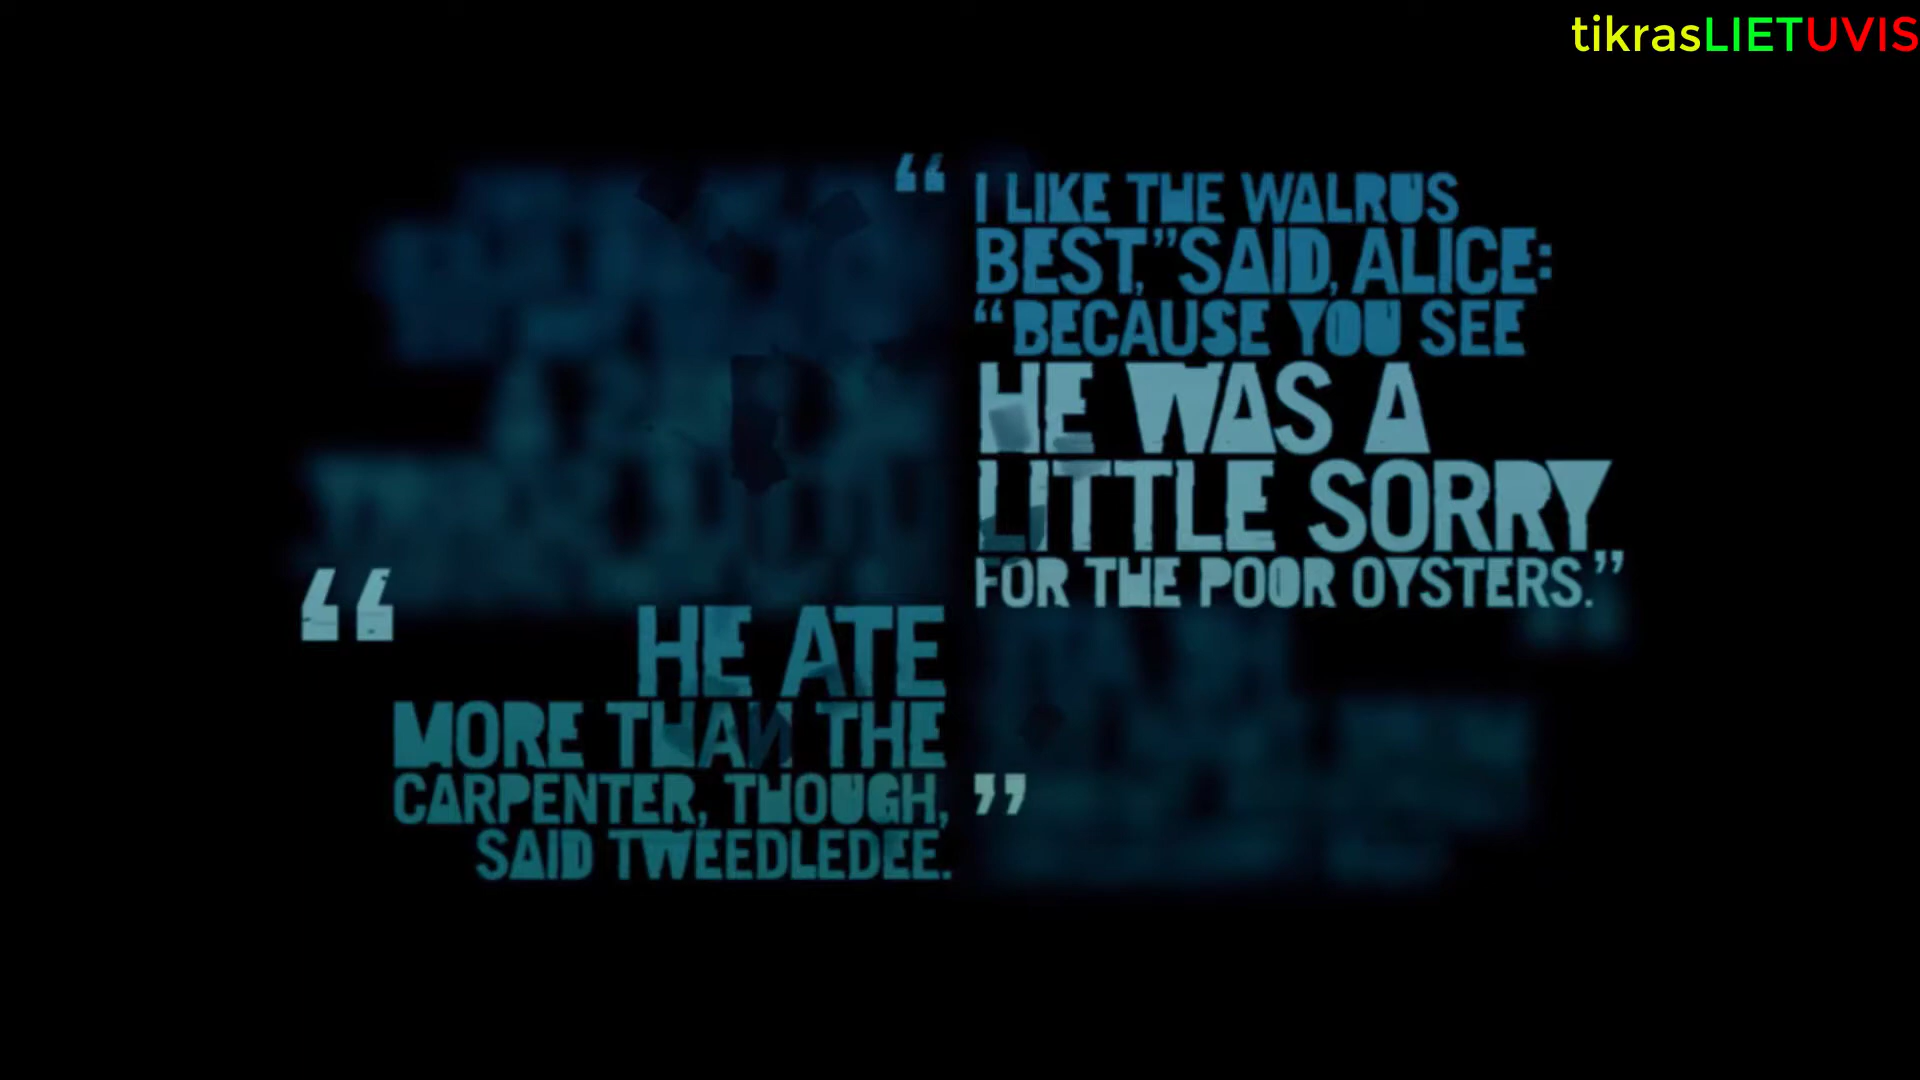 tikrasLIETUVIS
“ I LIKE THE WALRUS
BEST,” SAID, ALICE:
“BECAUSE YOU SEE
HE WAS A
LITTLE SORRY
FOR THE POOR OYSTERS.”
“ HE ATE
MORE THAN THE
CARPENTER, THOUGH, ”
SAID TWEEDLEDEE.